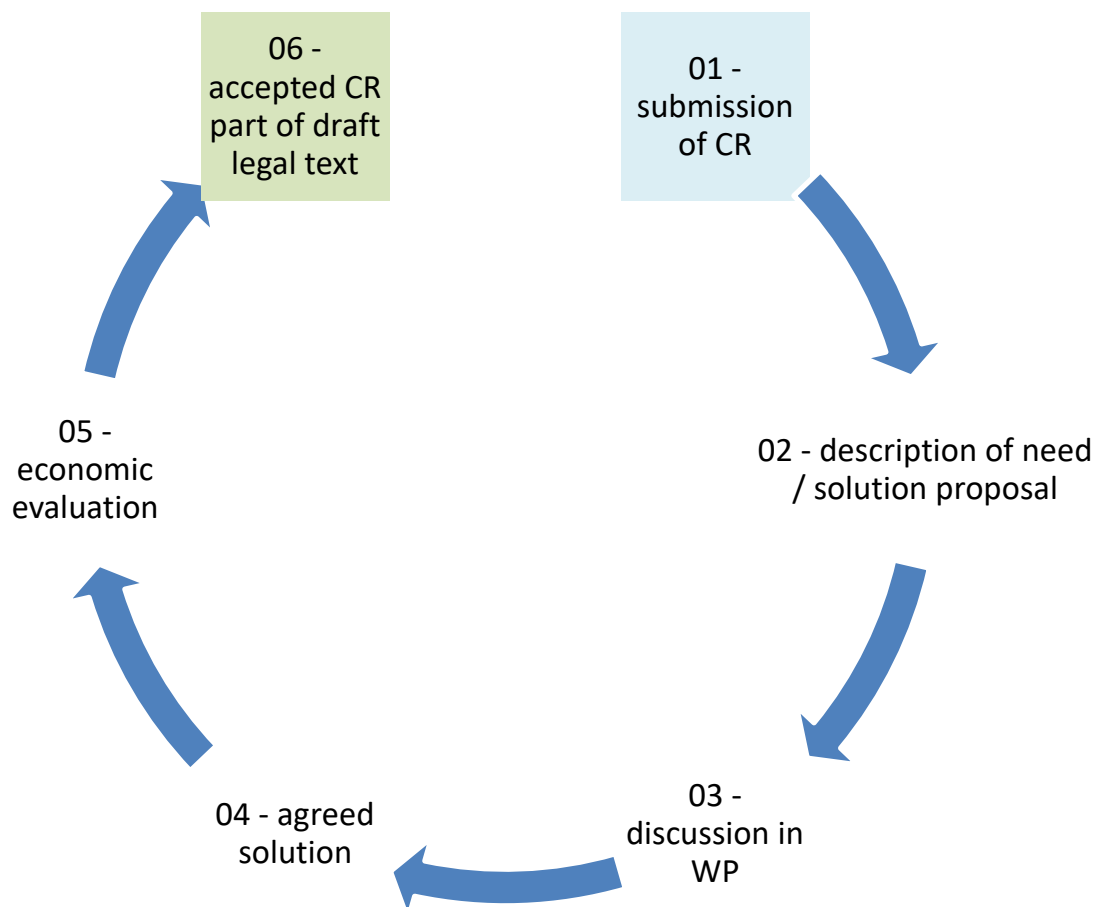 01 -
submission
of CR
02 - description of need
/ solution proposal
03 -
discussion in
WP
04 - agreed
solution
05 -
economic
evaluation
06 -
accepted CR
part of draft
legal text